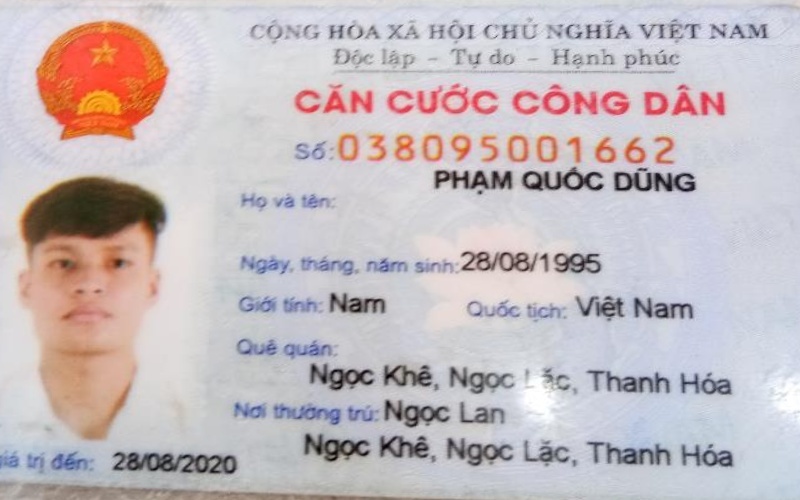 CỘNG HÒA XÃ HỘI CHỦ NGHĨA VIỆT NAM
Độc lập - Tự do - Hạnh phúc
CĂN CƯỚC CÔNG DÂN
Số: 038095001662
PHẠM QUỐC DŨNG
Họ và tên:
Ngày, tháng, năm sinh: 28/08/1995
Giới tính: Nam Quốc tịch: Việt Nam
Quê quán:
Ngọc Khê, Ngọc Lặc, Thanh Hóa
Nơi thường trú: Ngọc Lan
Ngọc Khê, Ngọc Lặc, Thanh Hóa
giá trị đến: 28/08/2020